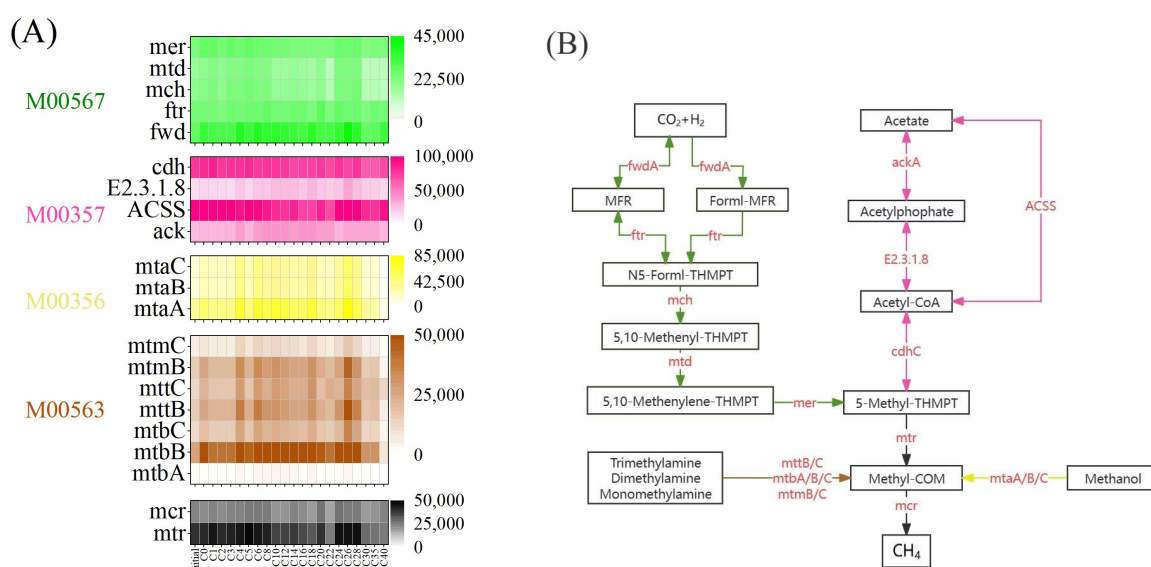 (A)
mer
mtd
mch
ftr
fwd
M00567
45,000
22,500
0
cdh
E2.3.1.8
ACSS
ack
M00357
100,000
50,000
0
mtaC
mtaB
mtaA
M00356
85,000
42,500
0
mtmC
mtmB
mttC
mttB
mtbC
mtbB
mtbA
M00563
50,000
25,000
0
mcr
mtr
50,000
25,000
0
C0
C1
C2
C3
C4
C5
C6
C8
C10
C12
C14
C16
C18
C20
C22
C24
C26
C28
C30
C35
C40
(B)
CO2+H2
fwdA
fwdA
MFR
Forml-MFR
ftr
ftr
N5-Forml-THMPT
mch
5,10-Methenyl-THMPT
mtd
5,10-Methenylene-THMPT
mer
Acetate
ackA
Acetylphophate
ACSS
E2.3.1.8
Acetyl-CoA
cdhC
5-Methyl-THMPT
mtr
Trimethylamine
Dimethylamine
Monomethylamine
mttB/C
mtbA/B/C
mtmB/C
Methyl-COM
mtaA/B/C
Methanol
mcr
CH4